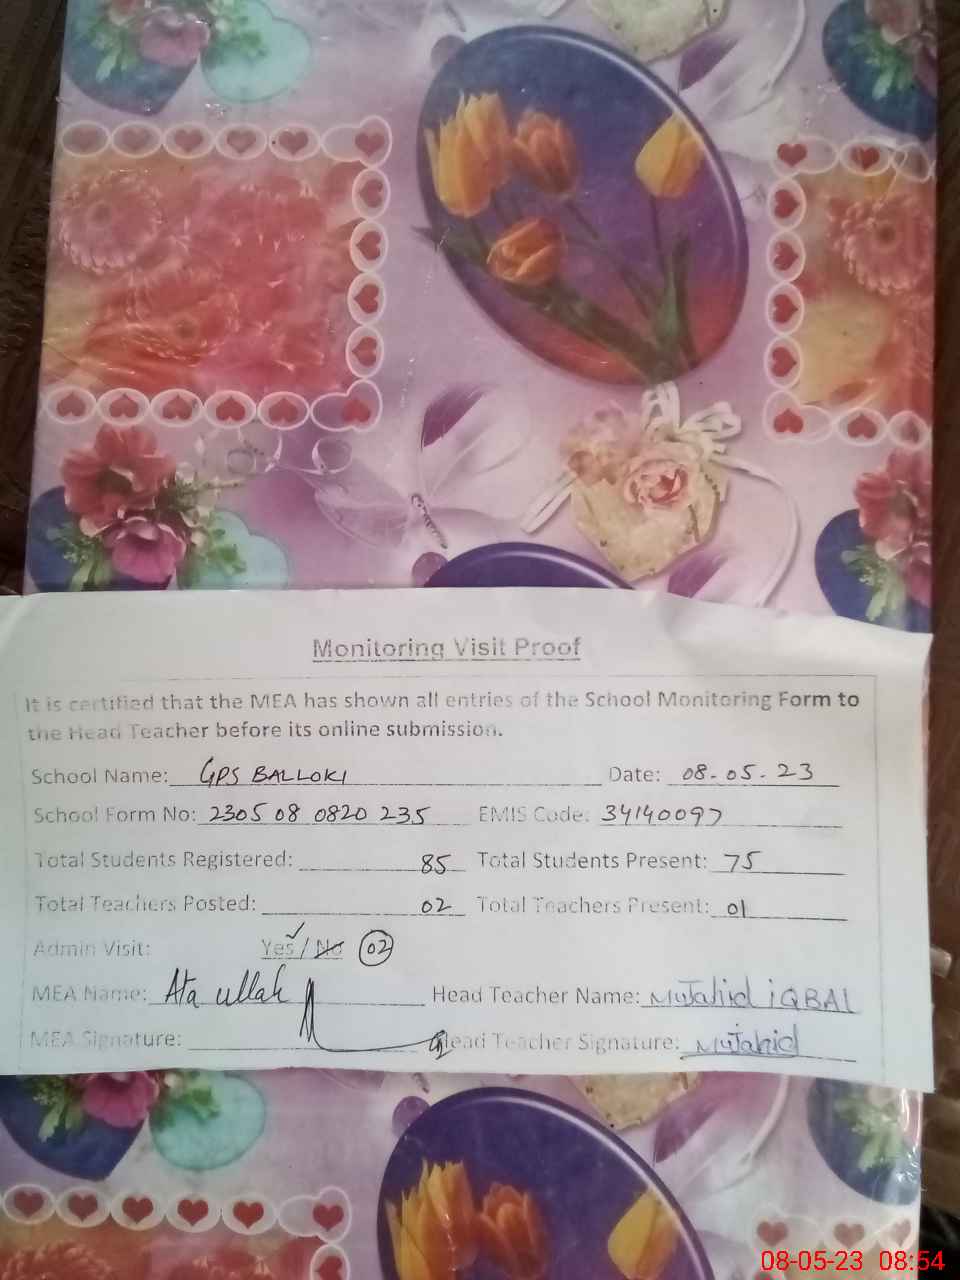 Monitoring Visit Proof
It is certified that the MEA has shown all entries of the School Monitoring Form to
the Head Teacher before its online submission.
School Name: GPS BALLOKI Date: 08-05-23
School Form No: 2305 08 0820 235 EMIS Code: 34140097
Total Students Registered: 85 Total Students Present: 75
Total Teachers Posted: 02 Total Teachers Present: 01
Admin Visit: Yes / No 02
MEA Name: Ata ullah Head Teacher Name: Mujahid iQBAL
MEA Signature: Head Teacher Signature: Mujahid
08-05-23 08:54